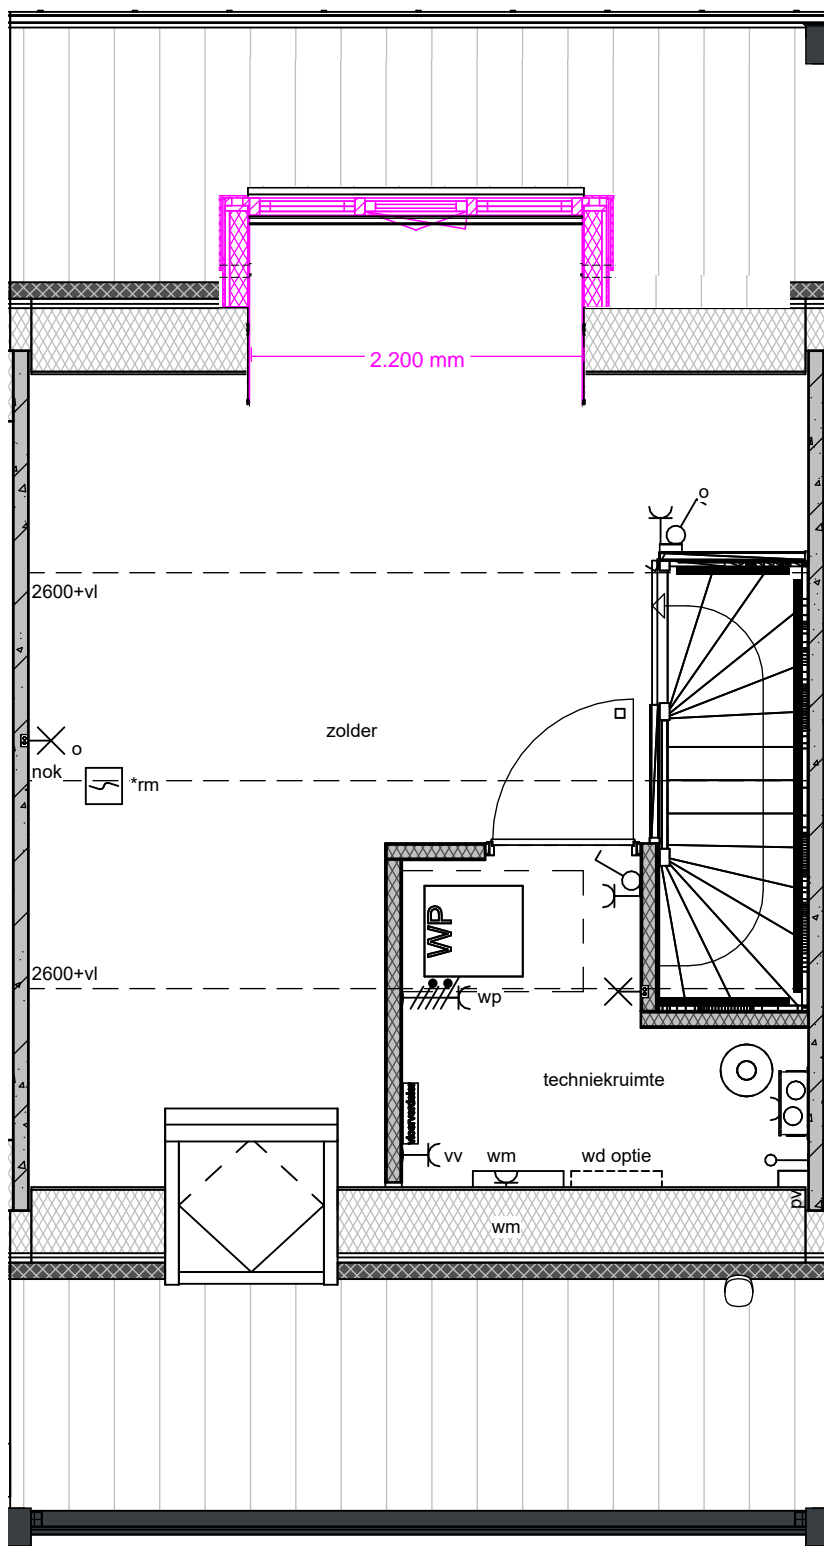 2.200 mm
o
2600+vl
zolder
o
nok
*rm
WP
2600+vl
wp
techniekruimte
vloerverdeler
vv
wm
wd optie
pv
wm